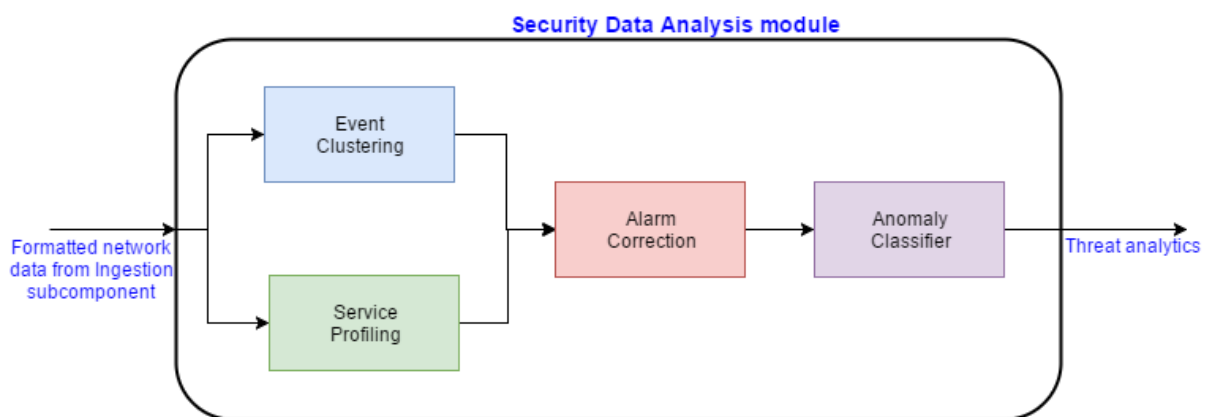 Security Data Analysis module
Event
Clustering
Formatted network
data from Ingestion
subcomponent
Service
Profiling
Alarm
Correction
Anomaly
Classifier
Threat analytics